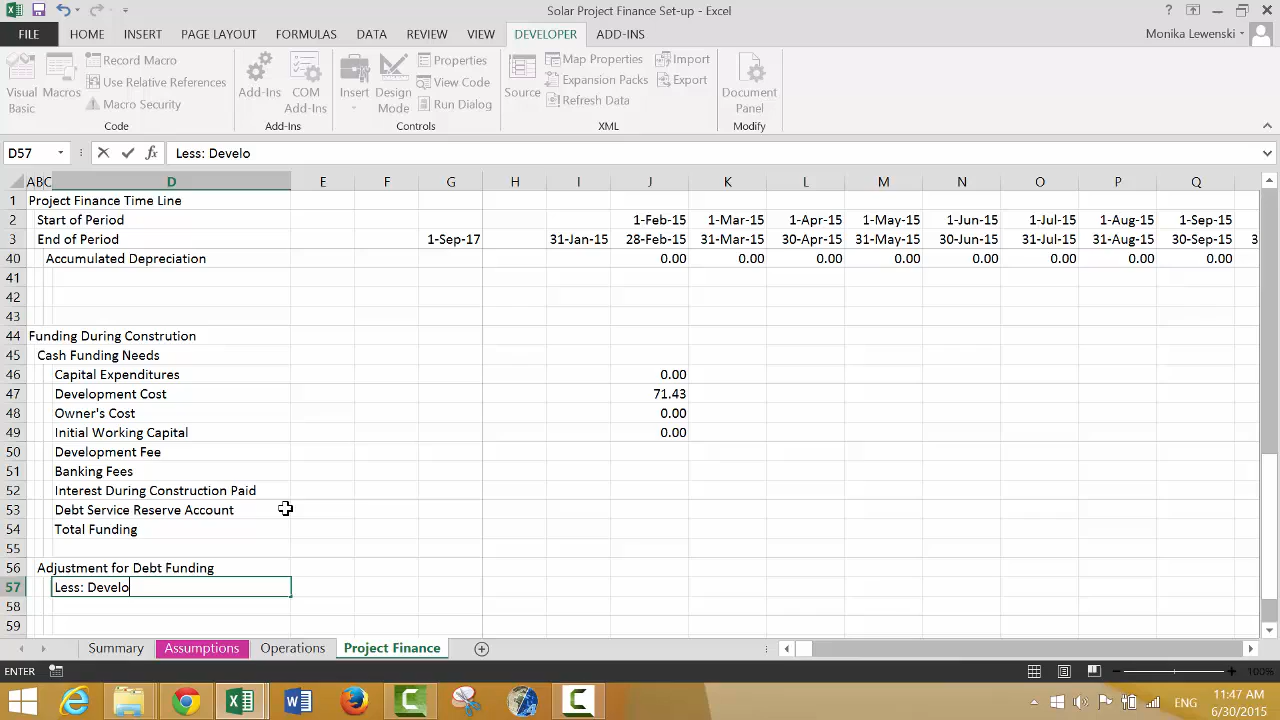 Solar Project Finance Set-up - Excel
FILE HOME INSERT PAGE LAYOUT FORMULAS DATA REVIEW VIEW DEVELOPER ADD-INS Monika Lewenski
Visual Basic
Macros
Record Macro
Use Relative References
Macro Security
Code
Add-Ins
COM Add-Ins
Add-Ins
Insert
Design Mode
Properties
View Code
Run Dialog
Controls
Source
Map Properties
Expansion Packs
Refresh Data
Import
Export
XML
Document Panel
Modify
D57 fx Less: Develo
A B C D E F G H I J K L M N O P Q
1 Project Finance Time Line
2 Start of Period 1-Feb-15 1-Mar-15 1-Apr-15 1-May-15 1-Jun-15 1-Jul-15 1-Aug-15 1-Sep-15
3 End of Period 1-Sep-17 31-Jan-15 28-Feb-15 31-Mar-15 30-Apr-15 31-May-15 30-Jun-15 31-Jul-15 31-Aug-15 30-Sep-15 3
40 Accumulated Depreciation 0.00 0.00 0.00 0.00 0.00 0.00 0.00 0.00
41
42
43
44 Funding During Constrution
45 Cash Funding Needs
46 Capital Expenditures 0.00
47 Development Cost 71.43
48 Owner's Cost 0.00
49 Initial Working Capital 0.00
50 Development Fee
51 Banking Fees
52 Interest During Construction Paid
53 Debt Service Reserve Account
54 Total Funding
55
56 Adjustment for Debt Funding
57 Less: Develo
58
59
Summary Assumptions Operations Project Finance
ENTER 100%
ENG 11:47 AM
6/30/2015